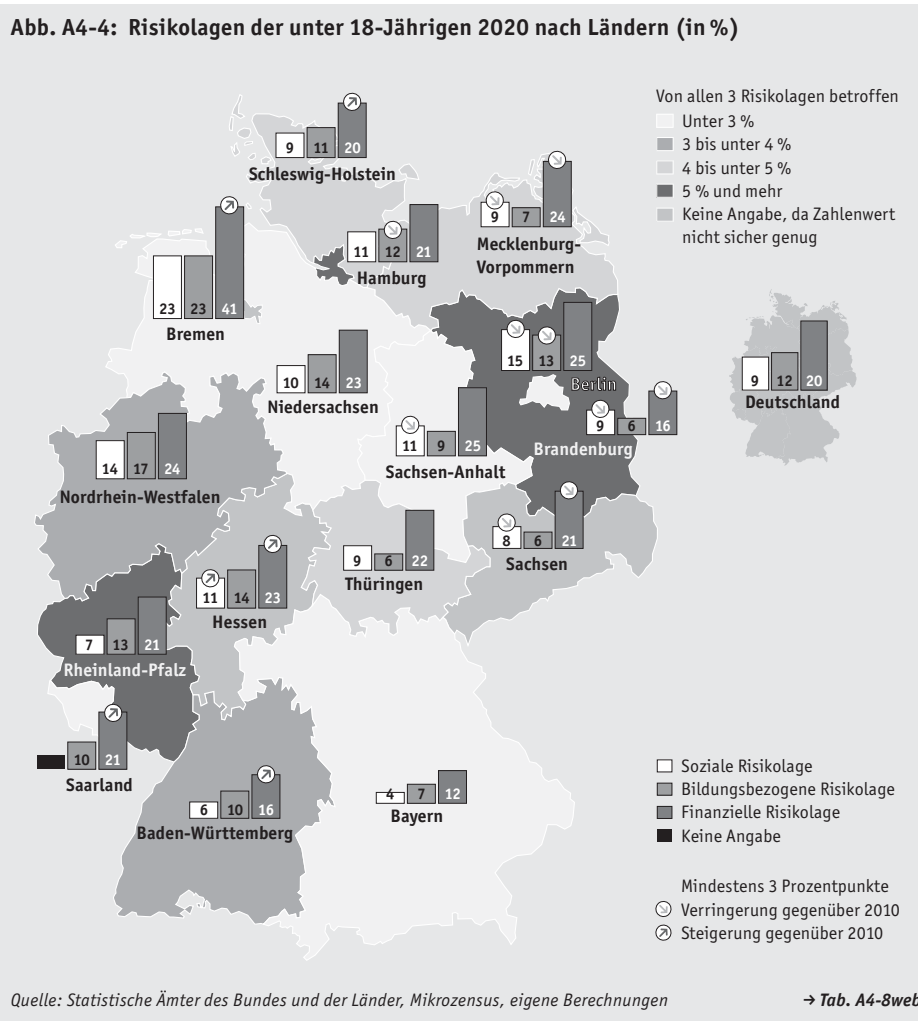 Abb. A4-4: Risikolagen der unter 18-Jährigen 2020 nach Ländern (in %)
Von allen 3 Risikolagen betroffen
Unter 3 %
3 bis unter 4 %
4 bis unter 5 %
5 % und mehr
Keine Angabe, da Zahlenwert
nicht sicher genug
9 11 20
Schleswig-Holstein
9 7 24
Mecklenburg-
Vorpommern
11 12 21
Hamburg
23 23 41
Bremen
15 13 25
Berlin
9 12 20
Deutschland
10 14 23
Niedersachsen
9 6 16
Brandenburg
11 9 25
Sachsen-Anhalt
14 17 24
Nordrhein-Westfalen
8 6 21
Sachsen
9 6 22
Thüringen
11 14 23
Hessen
7 13 21
Rheinland-Pfalz
10 21
Saarland
6 10 16
Baden-Württemberg
4 7 12
Bayern
Soziale Risikolage
Bildungsbezogene Risikolage
Finanzielle Risikolage
Keine Angabe
Mindestens 3 Prozentpunkte
Verringerung gegenüber 2010
Steigerung gegenüber 2010
Quelle: Statistische Ämter des Bundes und der Länder, Mikrozensus, eigene Berechnungen → Tab. A4-8web